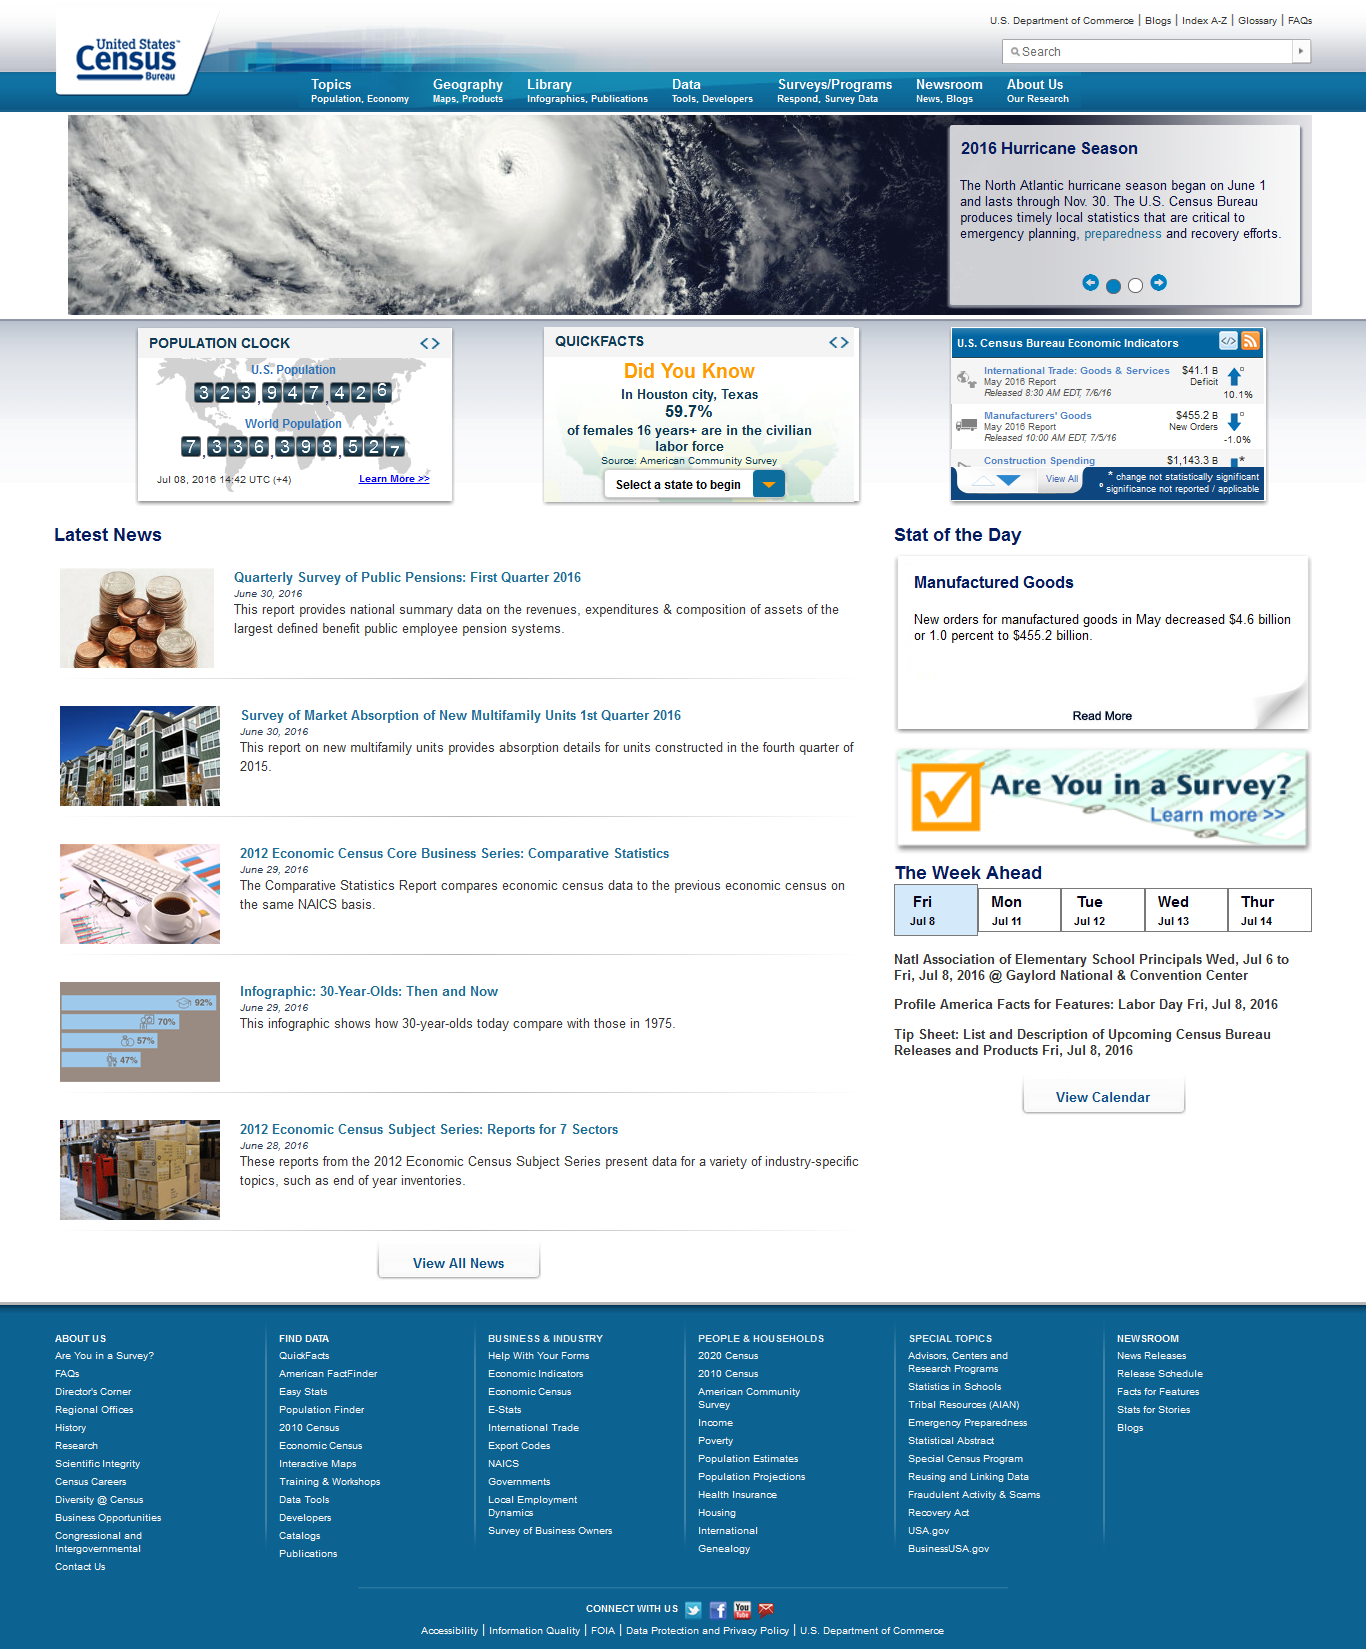 U.S. Department of Commerce | Blogs | Index A-Z | Glossary | FAQs
United States™
Census
Bureau
Search
Topics
Population, Economy
Geography
Maps, Products
Library
Infographics, Publications
Data
Tools, Developers
Surveys/Programs
Respond, Survey Data
Newsroom
News, Blogs
About Us
Our Research
2016 Hurricane Season
The North Atlantic hurricane season began on June 1
and lasts through Nov. 30. The U.S. Census Bureau
produces timely local statistics that are critical to
emergency planning, preparedness and recovery efforts.
POPULATION CLOCK
U.S. Population
323,947,426
World Population
7,336,398,527
Jul 08, 2016 14:42 UTC (+4)
Learn More >>
QUICKFACTS
Did You Know
In Houston city, Texas
59.7%
of females 16 years+ are in the civilian
labor force
Source: American Community Survey
Select a state to begin
U.S. Census Bureau Economic Indicators
International Trade: Goods & Services $41.1 B
May 2016 Report Deficit
Released 8:30 AM EDT, 7/6/16 10.1%
Manufacturers' Goods $455.2 B
May 2016 Report New Orders
Released 10:00 AM EDT, 7/5/16 -1.0%
Construction Spending $1,143.3 B *
View All
* change not statistically significant
° significance not reported / applicable
Latest News
Quarterly Survey of Public Pensions: First Quarter 2016
June 30, 2016
This report provides national summary data on the revenues, expenditures & composition of assets of the
largest defined benefit public employee pension systems.
Survey of Market Absorption of New Multifamily Units 1st Quarter 2016
June 30, 2016
This report on new multifamily units provides absorption details for units constructed in the fourth quarter of
2015.
2012 Economic Census Core Business Series: Comparative Statistics
June 29, 2016
The Comparative Statistics Report compares economic census data to the previous economic census on
the same NAICS basis.
92%
70%
57%
47%
Infographic: 30-Year-Olds: Then and Now
June 29, 2016
This infographic shows how 30-year-olds today compare with those in 1975.
2012 Economic Census Subject Series: Reports for 7 Sectors
June 28, 2016
These reports from the 2012 Economic Census Subject Series present data for a variety of industry-specific
topics, such as end of year inventories.
View All News
Stat of the Day
Manufactured Goods
New orders for manufactured goods in May decreased $4.6 billion
or 1.0 percent to $455.2 billion.
Read More
Are You in a Survey?
Learn more >>
The Week Ahead
Fri Mon Tue Wed Thur
Jul 8 Jul 11 Jul 12 Jul 13 Jul 14
Natl Association of Elementary School Principals Wed, Jul 6 to
Fri, Jul 8, 2016 @ Gaylord National & Convention Center
Profile America Facts for Features: Labor Day Fri, Jul 8, 2016
Tip Sheet: List and Description of Upcoming Census Bureau
Releases and Products Fri, Jul 8, 2016
View Calendar
ABOUT US
Are You in a Survey?
FAQs
Director's Corner
Regional Offices
History
Research
Scientific Integrity
Census Careers
Diversity @ Census
Business Opportunities
Congressional and
Intergovernmental
Contact Us
FIND DATA
QuickFacts
American FactFinder
Easy Stats
Population Finder
2010 Census
Economic Census
Interactive Maps
Training & Workshops
Data Tools
Developers
Catalogs
Publications
BUSINESS & INDUSTRY
Help With Your Forms
Economic Indicators
Economic Census
E-Stats
International Trade
Export Codes
NAICS
Governments
Local Employment
Dynamics
Survey of Business Owners
PEOPLE & HOUSEHOLDS
2020 Census
2010 Census
American Community
Survey
Income
Poverty
Population Estimates
Population Projections
Health Insurance
Housing
International
Genealogy
SPECIAL TOPICS
Advisors, Centers and
Research Programs
Statistics in Schools
Tribal Resources (AIAN)
Emergency Preparedness
Statistical Abstract
Special Census Program
Reusing and Linking Data
Fraudulent Activity & Scams
Recovery Act
USA.gov
BusinessUSA.gov
NEWSROOM
News Releases
Release Schedule
Facts for Features
Stats for Stories
Blogs
CONNECT WITH US
You Tube
Accessibility | Information Quality | FOIA | Data Protection and Privacy Policy | U.S. Department of Commerce